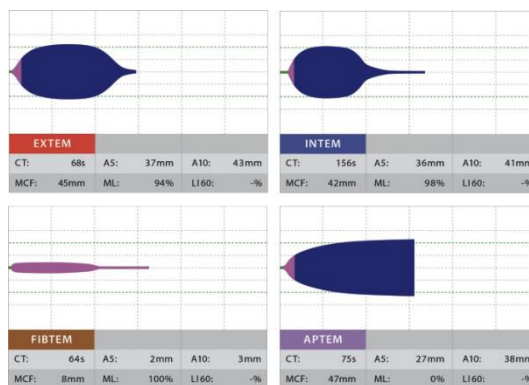 EXTEM
CT: 68s A5: 37mm A10: 43mm
MCF: 45mm ML: 94% LI60: -%
INTEM
CT: 156s A5: 36mm A10: 41mm
MCF: 42mm ML: 98% LI60: -%
FIBTEM
CT: 64s A5: 2mm A10: 3mm
MCF: 8mm ML: 100% LI60: -%
APTEM
CT: 75s A5: 27mm A10: 38mm
MCF: 47mm ML: 0% LI60: -%